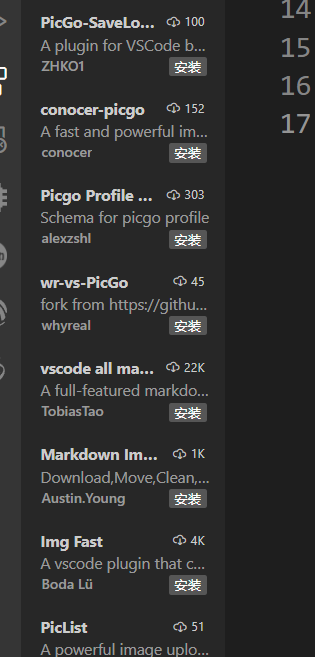 PicGo-SaveLo... 100
A plugin for VSCode b...
ZHKO1 安装
conocer-picgo 152
A fast and powerful im...
conocer 安装
Picgo Profile ... 303
Schema for picgo profile
alexzshl 安装
wr-vs-PicGo 45
fork from https://githu...
whyreal 安装
vscode all ma... 22K
A full-featured markdo...
TobiasTao 安装
Markdown Im... 1K
Download,Move,Clean,...
Austin.Young 安装
Img Fast 4K
A vscode plugin that c...
Boda Lü 安装
PicList 51
A powerful image uplo...
14
15
16
17